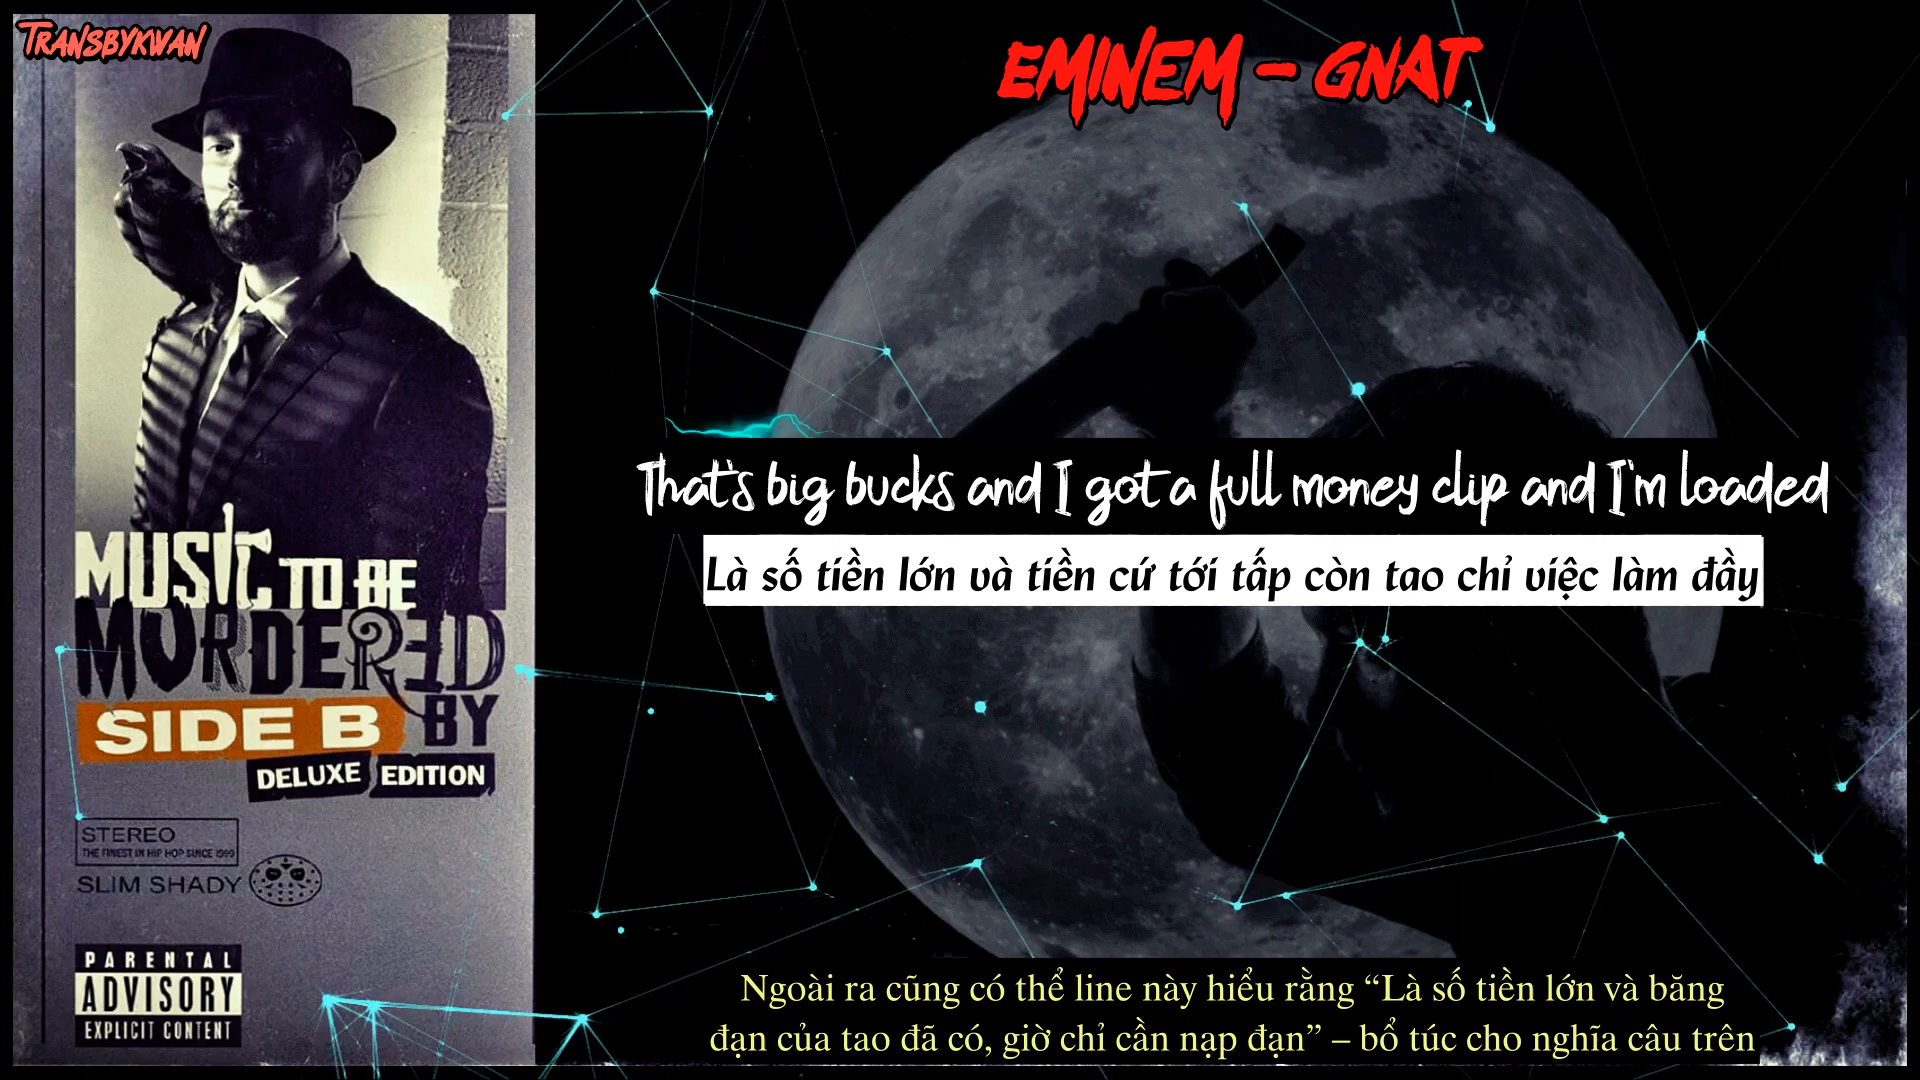 TRANSBYKWAN
EMINEM – GNAT
That's big bucks and I got a full money clip and I'm loaded
Là số tiền lớn và tiền cứ tới tấp còn tao chỉ việc làm đầy
MUSIC TO BE
MURDERED
BY
SIDE B
DELUXE EDITION
STEREO
THE FINEST IN HIP HOP SINCE 1999
SLIM SHADY
PARENTAL
ADVISORY
EXPLICIT CONTENT
Ngoài ra cũng có thể line này hiểu rằng “Là số tiền lớn và băng
đạn của tao đã có, giờ chỉ cần nạp đạn” – bổ túc cho nghĩa câu trên